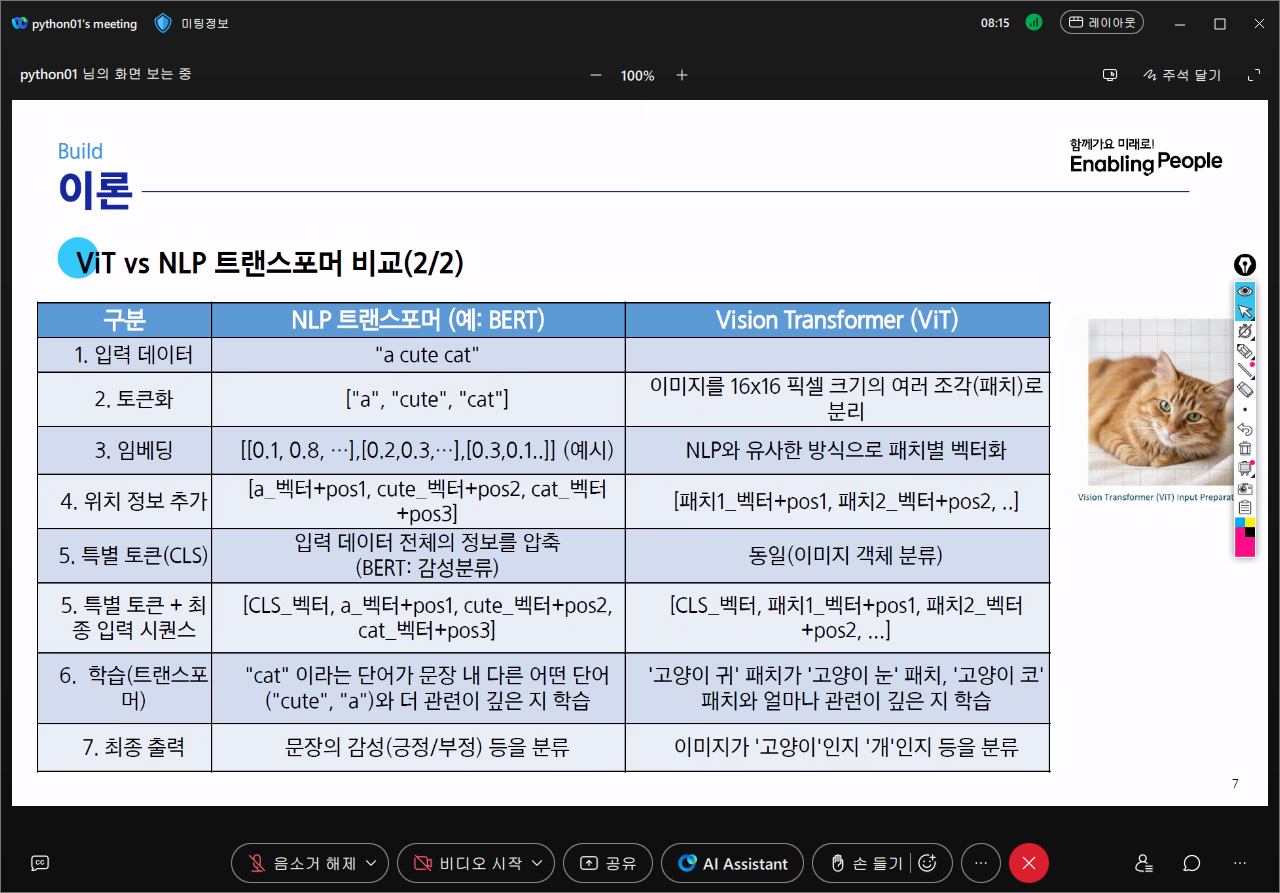 python01's meeting
미팅정보
08:15
레이아웃
python01 님의 화면 보는 중
100%
주석 달기
Build
이론
함께가요 미래로!
Enabling People
ViT vs NLP 트랜스포머 비교(2/2)
구분
NLP 트랜스포머 (예: BERT)
Vision Transformer (ViT)
1. 입력 데이터
"a cute cat"
2. 토큰화
["a", "cute", "cat"]
이미지를 16x16 픽셀 크기의 여러 조각(패치)로
분리
3. 임베딩
[[0.1, 0.8, …],[0.2,0.3,…],[0.3,0.1..]] (예시)
NLP와 유사한 방식으로 패치별 벡터화
4. 위치 정보 추가
[a_벡터+pos1, cute_벡터+pos2, cat_벡터
+pos3]
[패치1_벡터+pos1, 패치2_벡터+pos2, ..]
5. 특별 토큰(CLS)
입력 데이터 전체의 정보를 압축
(BERT: 감성분류)
동일(이미지 객체 분류)
5. 특별 토큰 + 최
종 입력 시퀀스
[CLS_벡터, a_벡터+pos1, cute_벡터+pos2,
cat_벡터+pos3]
[CLS_벡터, 패치1_벡터+pos1, 패치2_벡터
+pos2, ...]
6. 학습(트랜스포
머)
"cat" 이라는 단어가 문장 내 다른 어떤 단어
("cute", "a")와 더 관련이 깊은 지 학습
'고양이 귀' 패치가 '고양이 눈' 패치, '고양이 코'
패치와 얼마나 관련이 깊은 지 학습
7. 최종 출력
문장의 감성(긍정/부정) 등을 분류
이미지가 '고양이'인지 '개'인지 등을 분류
Vision Transformer (ViT) Input Preparat
7
CC
음소거 해제
비디오 시작
공유
AI Assistant
손 들기